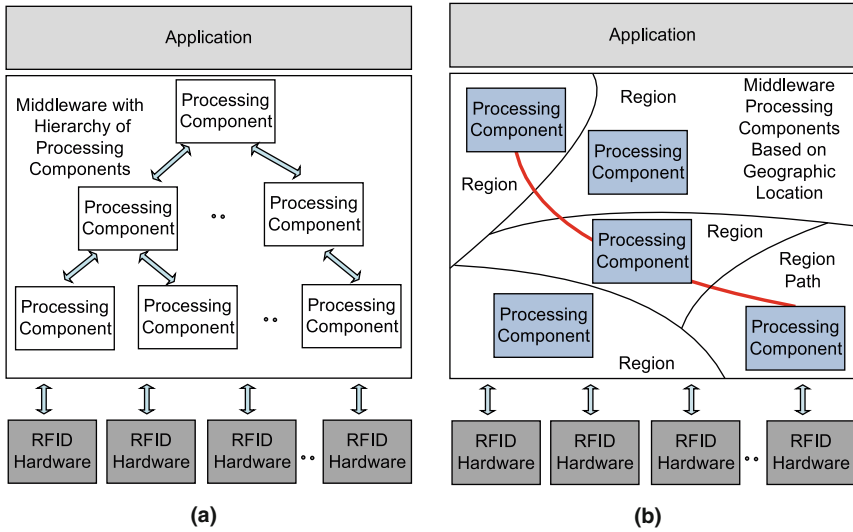 Application
Middleware with
Hierarchy of
Processing
Components
Processing
Component
Processing
Component
Processing
Component
Processing
Component
Processing
Component
Processing
Component
RFID
Hardware
RFID
Hardware
RFID
Hardware
RFID
Hardware
(a)
Application
Processing
Component
Region
Middleware
Processing
Components
Based on
Geographic
Location
Processing
Component
Region
Processing
Component
Region
Region
Path
Processing
Component
Processing
Component
Region
RFID
Hardware
RFID
Hardware
RFID
Hardware
RFID
Hardware
(b)